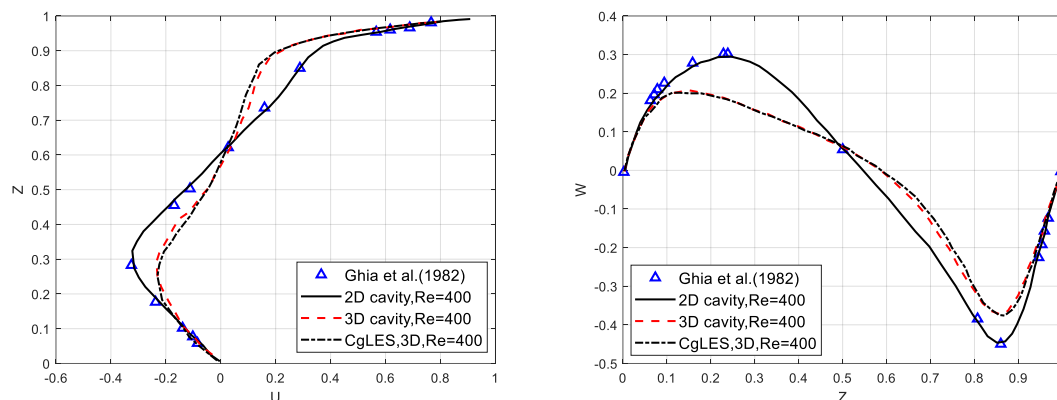 1
0.9
0.8
0.7
0.6
0.5
0.4
0.3
0.2
0.1
0
Z
-0.6 -0.4 -0.2 0 0.2 0.4 0.6 0.8 1
U
Ghia et al.(1982)
2D cavity,Re=400
3D cavity,Re=400
CgLES,3D,Re=400
0.4
0.3
0.2
0.1
0
-0.1
-0.2
-0.3
-0.4
-0.5
W
0 0.1 0.2 0.3 0.4 0.5 0.6 0.7 0.8 0.9
Z
Ghia et al.(1982)
2D cavity,Re=400
3D cavity,Re=400
CgLES,3D,Re=400